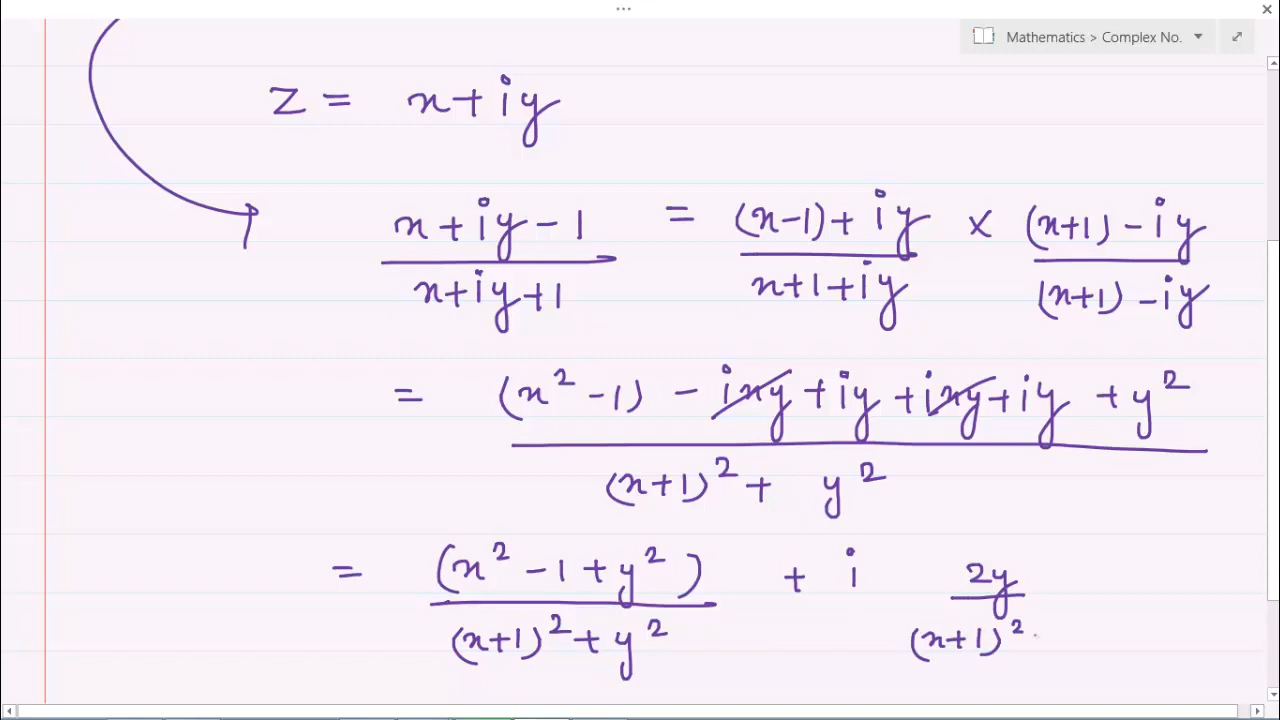 Mathematics > Complex No.
z = x+iy
x+iy-1 / x+iy+1 = (x-1)+iy / x+1+iy × (x+1)-iy / (x+1)-iy
= (x²-1) - ixy + iy + ixy + iy + y² / (x+1)² + y²
= (x²-1+y²) / (x+1)²+y² + i 2y / (x+1)²